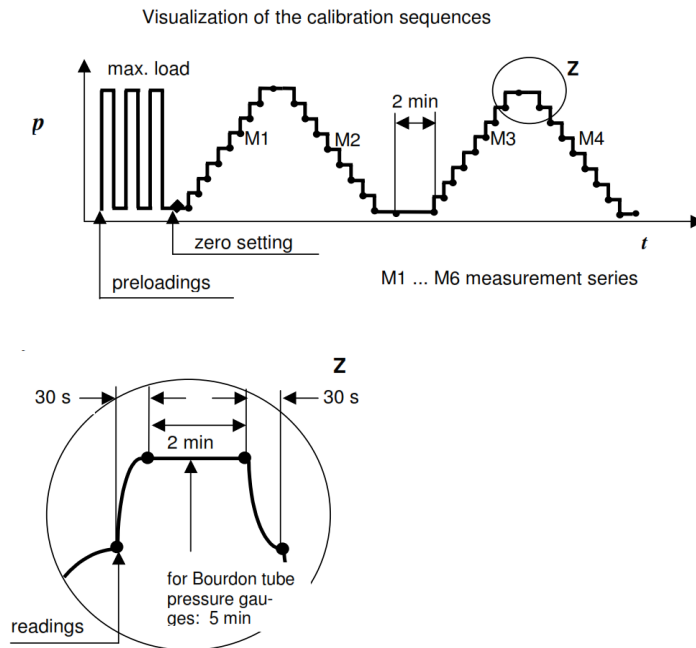 Visualization of the calibration sequences
max. load
Z
p
2 min
M1
M2
M3
M4
zero setting
t
preloadings
M1 ... M6 measurement series
Z
30 s
30 s
2 min
for Bourdon tube
pressure gau-
ges: 5 min
readings